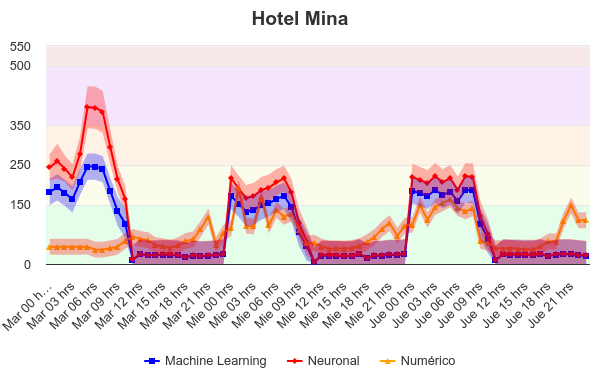 Hotel Mina
550
500
350
250
150
0
Mar 00 h…
Mar 03 hrs
Mar 06 hrs
Mar 09 hrs
Mar 12 hrs
Mar 15 hrs
Mar 18 hrs
Mar 21 hrs
Mie 00 hrs
Mie 03 hrs
Mie 06 hrs
Mie 09 hrs
Mie 12 hrs
Mie 15 hrs
Mie 18 hrs
Mie 21 hrs
Jue 00 hrs
Jue 03 hrs
Jue 06 hrs
Jue 09 hrs
Jue 12 hrs
Jue 15 hrs
Jue 18 hrs
Jue 21 hrs
Machine Learning Neuronal Numérico